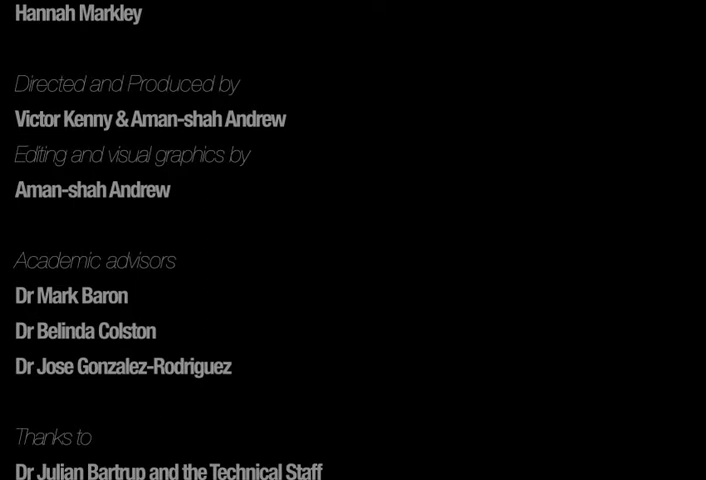 Hannah Markley
Directed and Produced by
Victor Kenny & Aman-shah Andrew
Editing and visual graphics by
Aman-shah Andrew
Academic advisors
Dr Mark Baron
Dr Belinda Colston
Dr Jose Gonzalez-Rodriguez
Thanks to
Dr Julian Bartrup and the Technical Staff